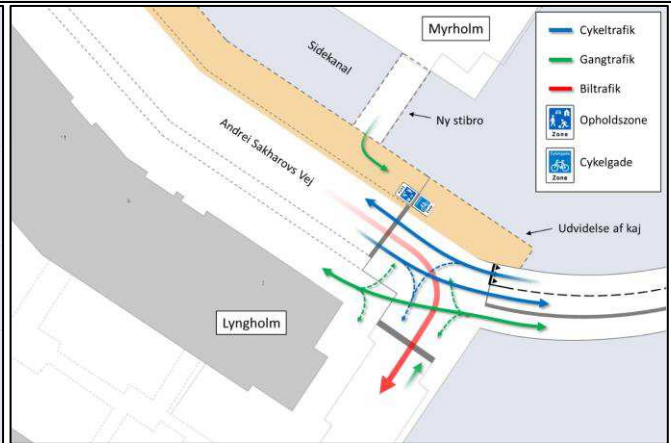 Myrholm
Sidekanal
Ny stibro
Andrei Sakharovs Vej
Udvidelse af kaj
Lyngholm
Cykeltrafik
Gangtrafik
Biltrafik
Opholdszone
Zone
Cykelgade
Zone